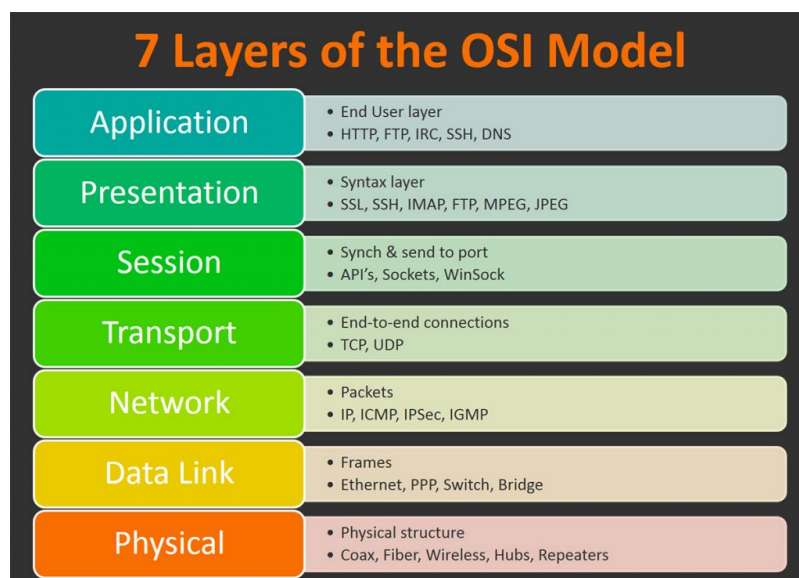 7 Layers of the OSI Model
Application
• End User layer
• HTTP, FTP, IRC, SSH, DNS
Presentation
• Syntax layer
• SSL, SSH, IMAP, FTP, MPEG, JPEG
Session
• Synch & send to port
• API's, Sockets, WinSock
Transport
• End-to-end connections
• TCP, UDP
Network
• Packets
• IP, ICMP, IPSec, IGMP
Data Link
• Frames
• Ethernet, PPP, Switch, Bridge
Physical
• Physical structure
• Coax, Fiber, Wireless, Hubs, Repeaters